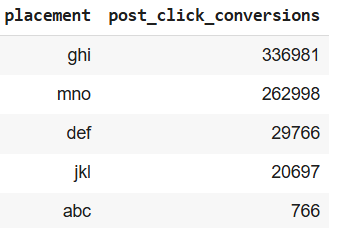 placement post_click_conversions
ghi 336981
mno 262998
def 29766
jkl 20697
abc 766